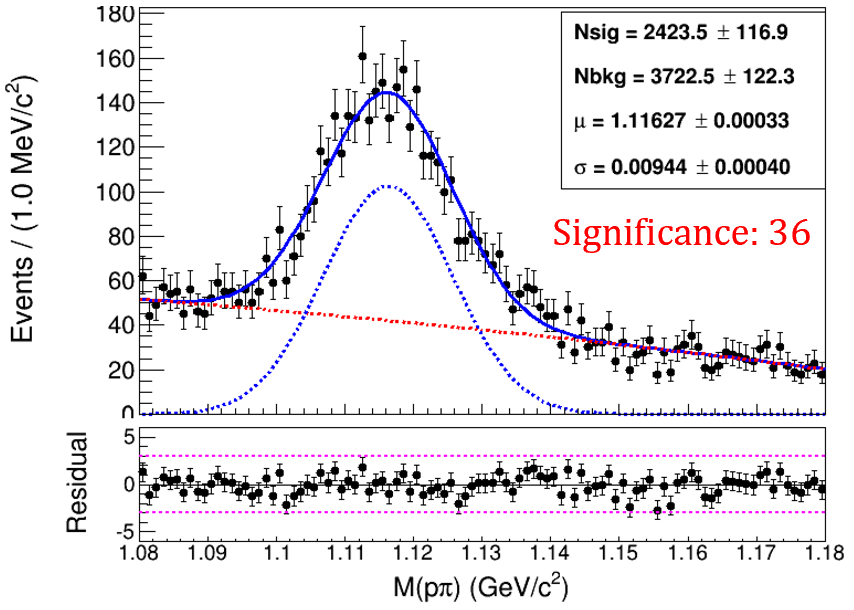 180
160
140
120
100
80
60
40
20
0
Events / (1.0 MeV/c²)
Nsig = 2423.5 ± 116.9
Nbkg = 3722.5 ± 122.3
μ = 1.11627 ± 0.00033
σ = 0.00944 ± 0.00040
Significance: 36
5
0
-5
Residual
1.08 1.09 1.1 1.11 1.12 1.13 1.14 1.15 1.16 1.17 1.18
M(pπ) (GeV/c²)